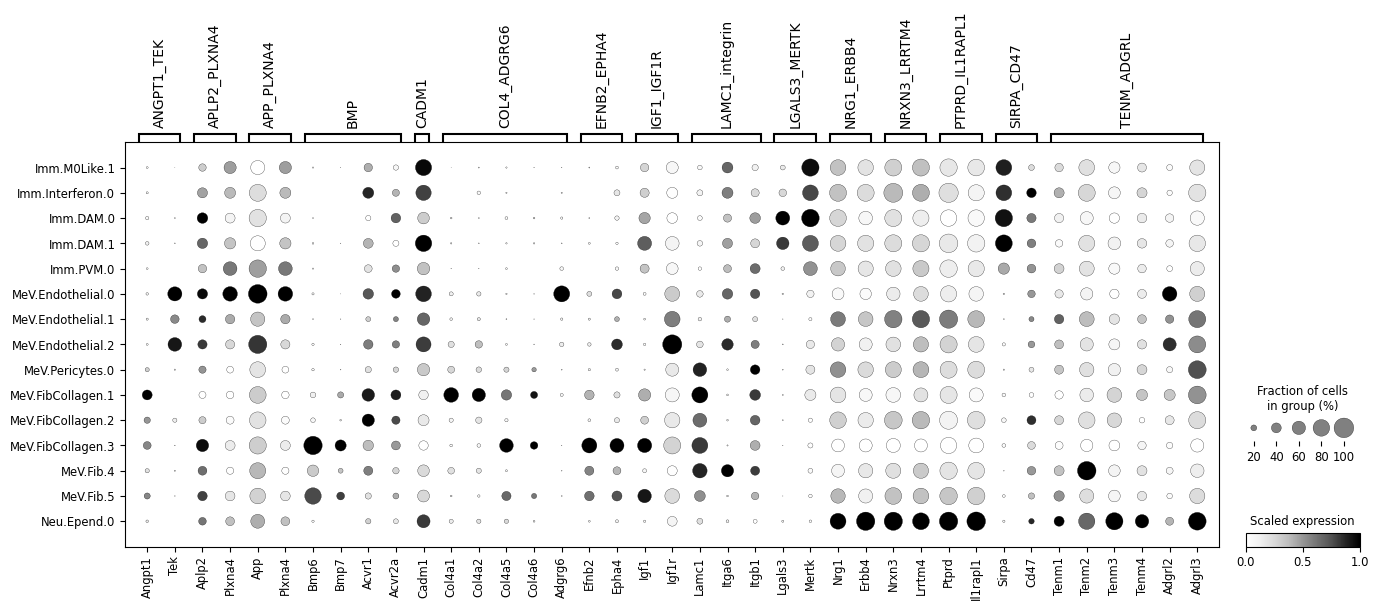 ANGPT1_TEK
APLP2_PLXNA4
APP_PLXNA4
BMP
CADM1
COL4_ADGRG6
EFNB2_EPHA4
IGF1_IGF1R
LAMC1_integrin
LGALS3_MERTK
NRG1_ERBB4
NRXN3_LRRTM4
PTPRD_IL1RAPL1
SIRPA_CD47
TENM_ADGRL
Imm.M0Like.1
Imm.Interferon.0
Imm.DAM.0
Imm.DAM.1
Imm.PVM.0
MeV.Endothelial.0
MeV.Endothelial.1
MeV.Endothelial.2
MeV.Pericytes.0
MeV.FibCollagen.1
MeV.FibCollagen.2
MeV.FibCollagen.3
MeV.Fib.4
MeV.Fib.5
Neu.Epend.0
Angpt1
Tek
Aplp2
Plxna4
App
Plxna4
Bmp6
Bmp7
Acvr1
Acvr2a
Cadm1
Col4a1
Col4a2
Col4a5
Col4a6
Adgrg6
Efnb2
Epha4
Igf1
Igf1r
Lamc1
Itga6
Itgb1
Lgals3
Mertk
Nrg1
Erbb4
Nrxn3
Lrrtm4
Ptprd
Il1rapl1
Sirpa
Cd47
Tenm1
Tenm2
Tenm3
Tenm4
Adgrl2
Adgrl3
Fraction of cells
in group (%)
20 40 60 80 100
Scaled expression
0.0 0.5 1.0